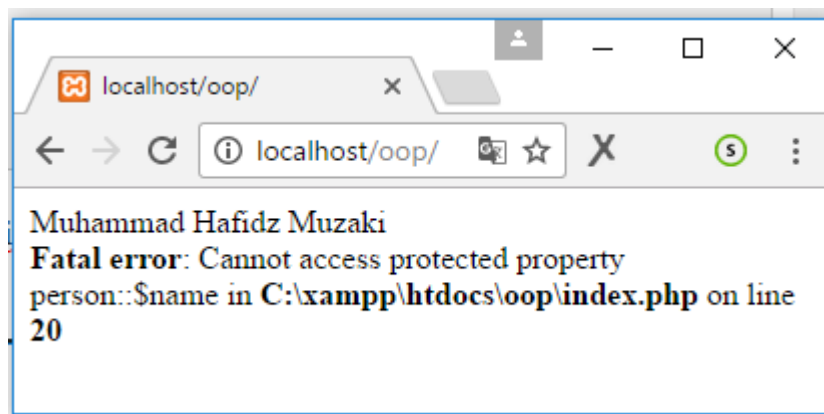 localhost/oop/
localhost/oop/
Muhammad Hafidz Muzaki
Fatal error: Cannot access protected property
person::$name in C:\xampp\htdocs\oop\index.php on line
20